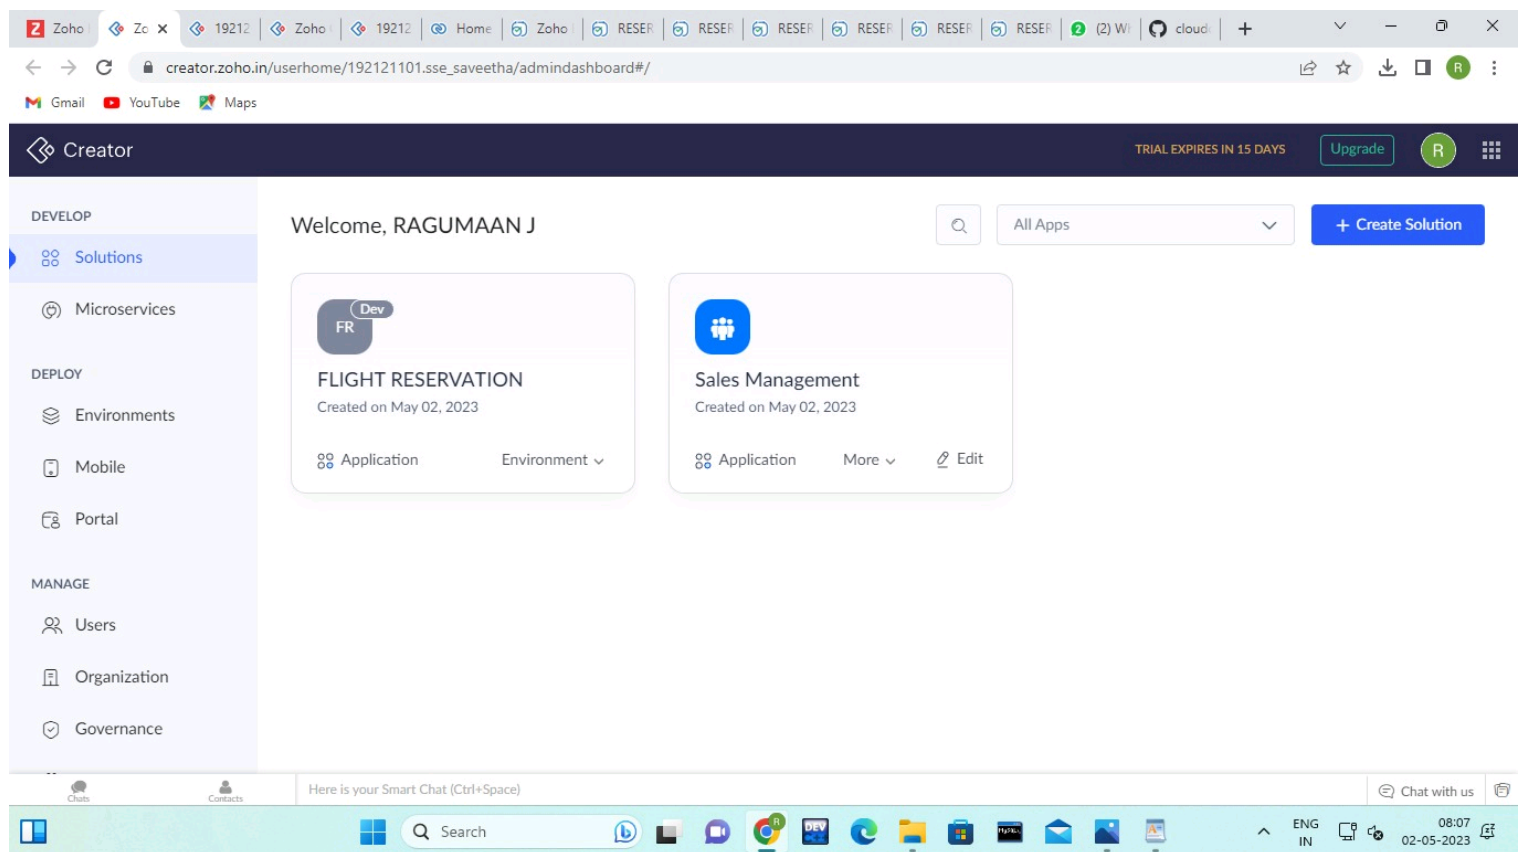 Zoho
Zo
19212
Zoho
19212
Home
Zoho
RESER
RESER
RESER
RESER
RESER
RESER
2
(2) W
cloud
creator.zoho.in/userhome/192121101.sse_saveetha/admindashboard#/
R
Gmail
YouTube
Maps
Creator
TRIAL EXPIRES IN 15 DAYS
Upgrade
R
DEVELOP
Solutions
Microservices
DEPLOY
Environments
Mobile
Portal
MANAGE
Users
Organization
Governance
Welcome, RAGUMAAN J
All Apps
+ Create Solution
Dev
FR
FLIGHT RESERVATION
Created on May 02, 2023
Application
Environment
Sales Management
Created on May 02, 2023
Application
More
Edit
Chats
Contacts
Here is your Smart Chat (Ctrl+Space)
Chat with us
Search
R
DEV
MySQL
ENG
IN
08:07
02-05-2023